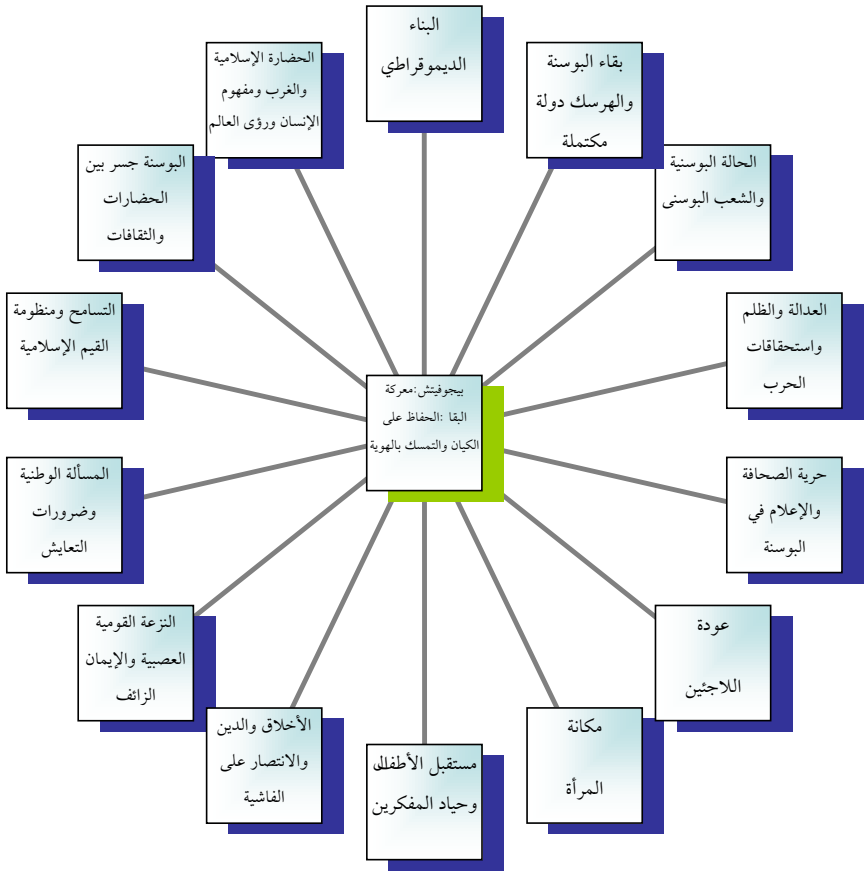 البناء
الديموقراطي
بقاء البوسنة
والهرسك دولة
مكتملة
الحالة البوسنية
والشعب البوسنى
العدالة والظلم
واستحقاقات
الحرب
حرية الصحافة
والإعلام في
البوسنة
عودة
اللاجئين
مكانة
المرأة
مستقبل الأطفال
وحياد المفكرين
الأخلاق والدين
والانتصار على
الفاشية
النزعة القومية
العصبية والإيمان
الزائف
المسألة الوطنية
وضرورات
التعايش
التسامح ومنظومة
القيم الإسلامية
البوسنة جسر بين
الحضارات
والثقافات
الحضارة الإسلامية
والغرب ومفهوم
الإنسان ورؤى العالم
بيجوفيتش:معركة
البقا :الحفاظ على
الكيان والتمسك بالهوية